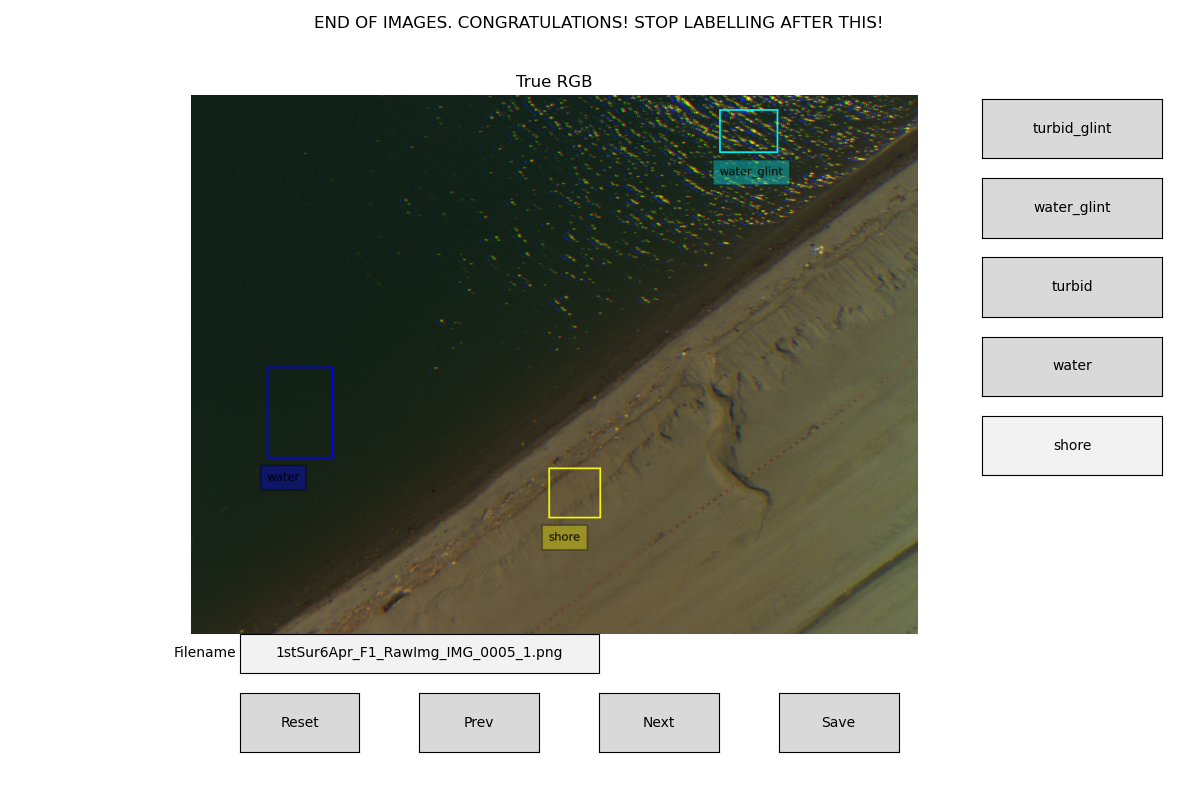 END OF IMAGES. CONGRATULATIONS! STOP LABELLING AFTER THIS!
True RGB
water_glint
water
shore
turbid_glint
water_glint
turbid
water
shore
Filename 1stSur6Apr_F1_RawImg_IMG_0005_1.png
Reset Prev Next Save